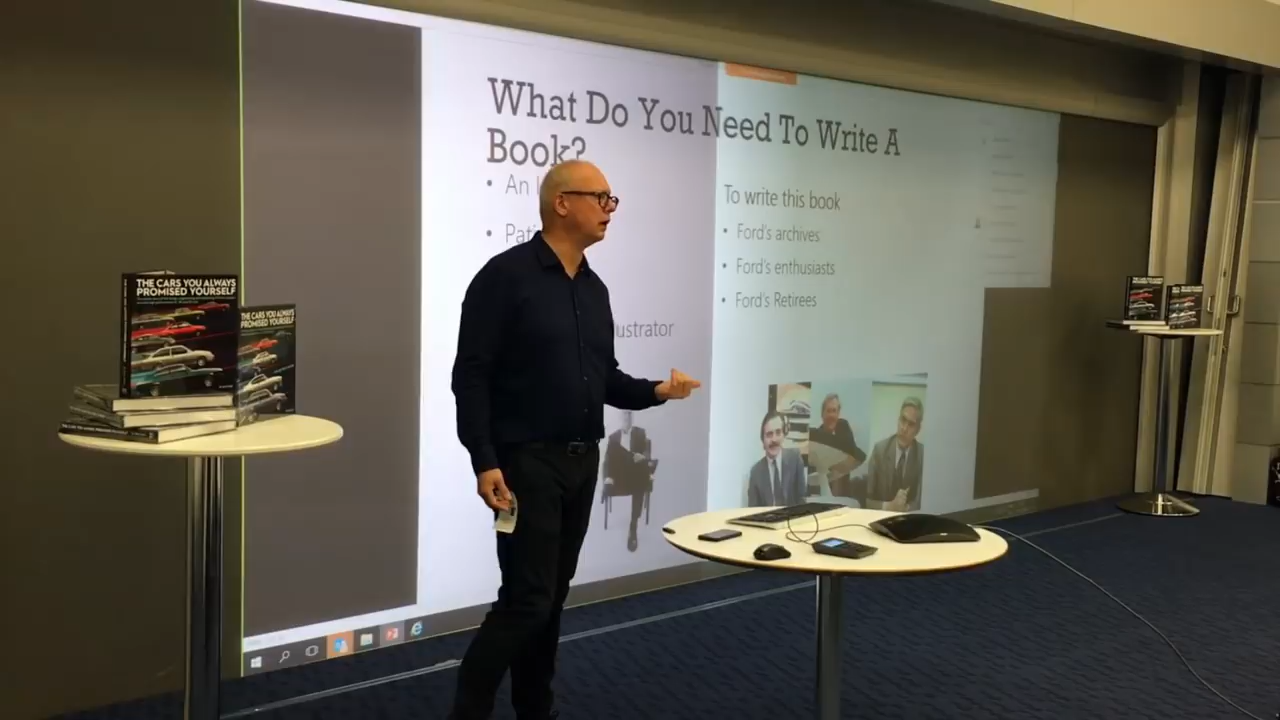 What Do You Need To Write A
Book?
• An
•
ustrator
To write this book
• Ford's archives
• Ford's enthusiasts
• Ford's Retirees
THE CARS YOU ALWAYS
PROMISED YOURSELF
THE CARS YOU ALWAYS
PROMISED YOURSELF